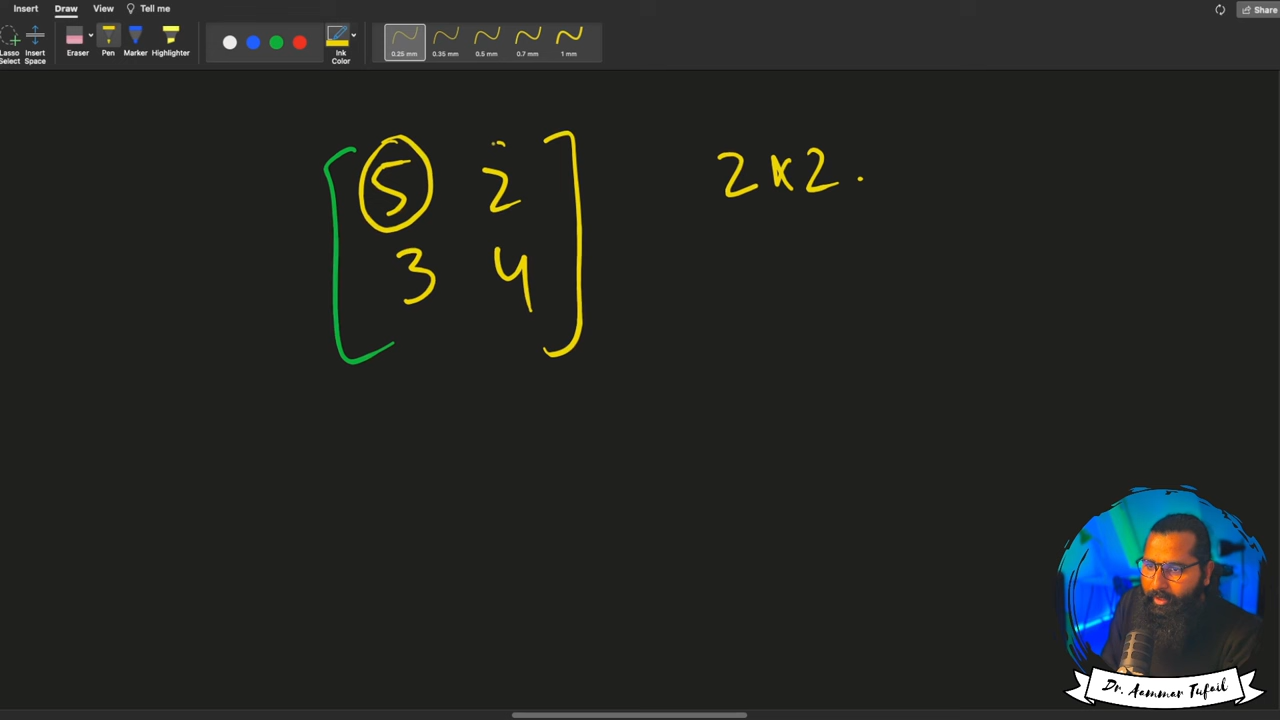 Insert Draw View Tell me Share
Lasso Select
Insert Space
Eraser
Pen
Marker
Highlighter
Ink Color
0.25 mm
0.35 mm
0.5 mm
0.7 mm
1 mm
5 2
3 4
2x2.
Dr. Aammar Tufail